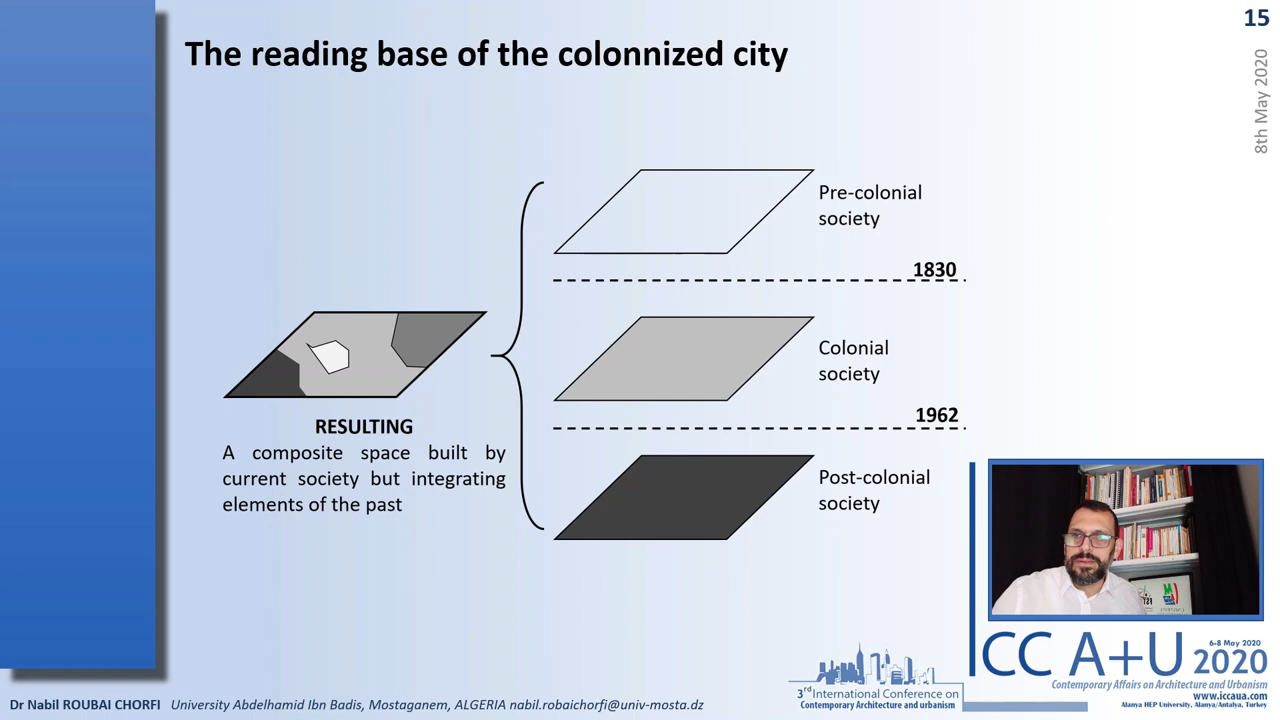 15
8th May 2020
The reading base of the colonnized city
Pre-colonial
society
1830
Colonial
society
1962
Post-colonial
society
RESULTING
A composite space built by
current society but integrating
elements of the past
ICC A+U 2020
6-8 May 2020
Contemporary Affairs on Architecture and Urbanism
www.iccaua.com
Alanya HEP University, Alanya/Antalya, Turkey
3rd International Conference on
Contemporary Architecture and urbanism
Dr Nabil ROUBAI CHORFI University Abdelhamid Ibn Badis, Mostaganem, ALGERIA nabil.robaichorfi@univ-mosta.dz